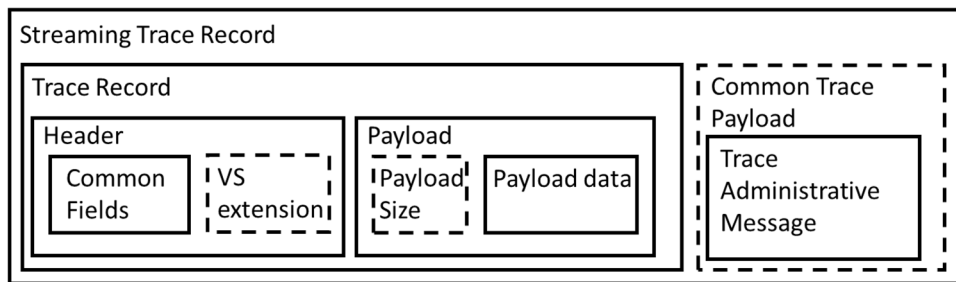 Streaming Trace Record
Trace Record
Header
Common
Fields
VS
extension
Payload
Payload
Size
Payload data
Common Trace
Payload
Trace
Administrative
Message